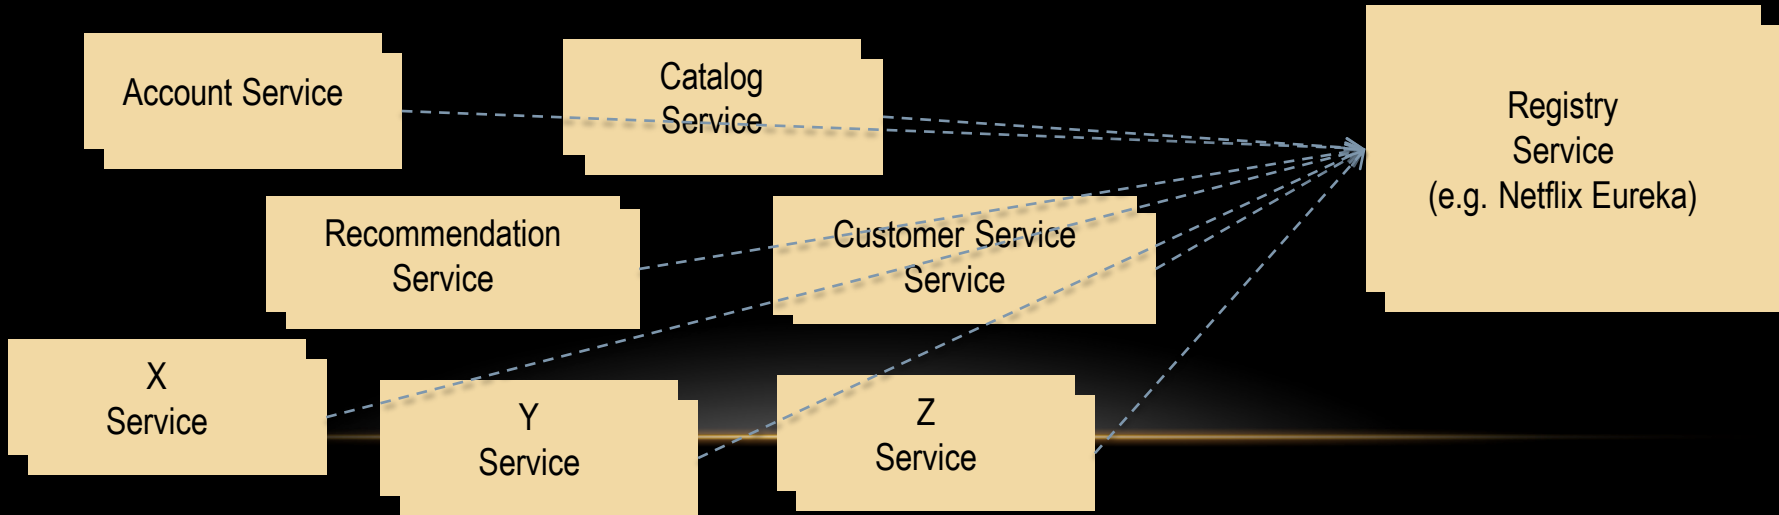 Account Service
Catalog
Service
Registry
Service
(e.g. Netflix Eureka)
Recommendation
Service
Customer Service
Service
X
Service
Y
Service
Z
Service